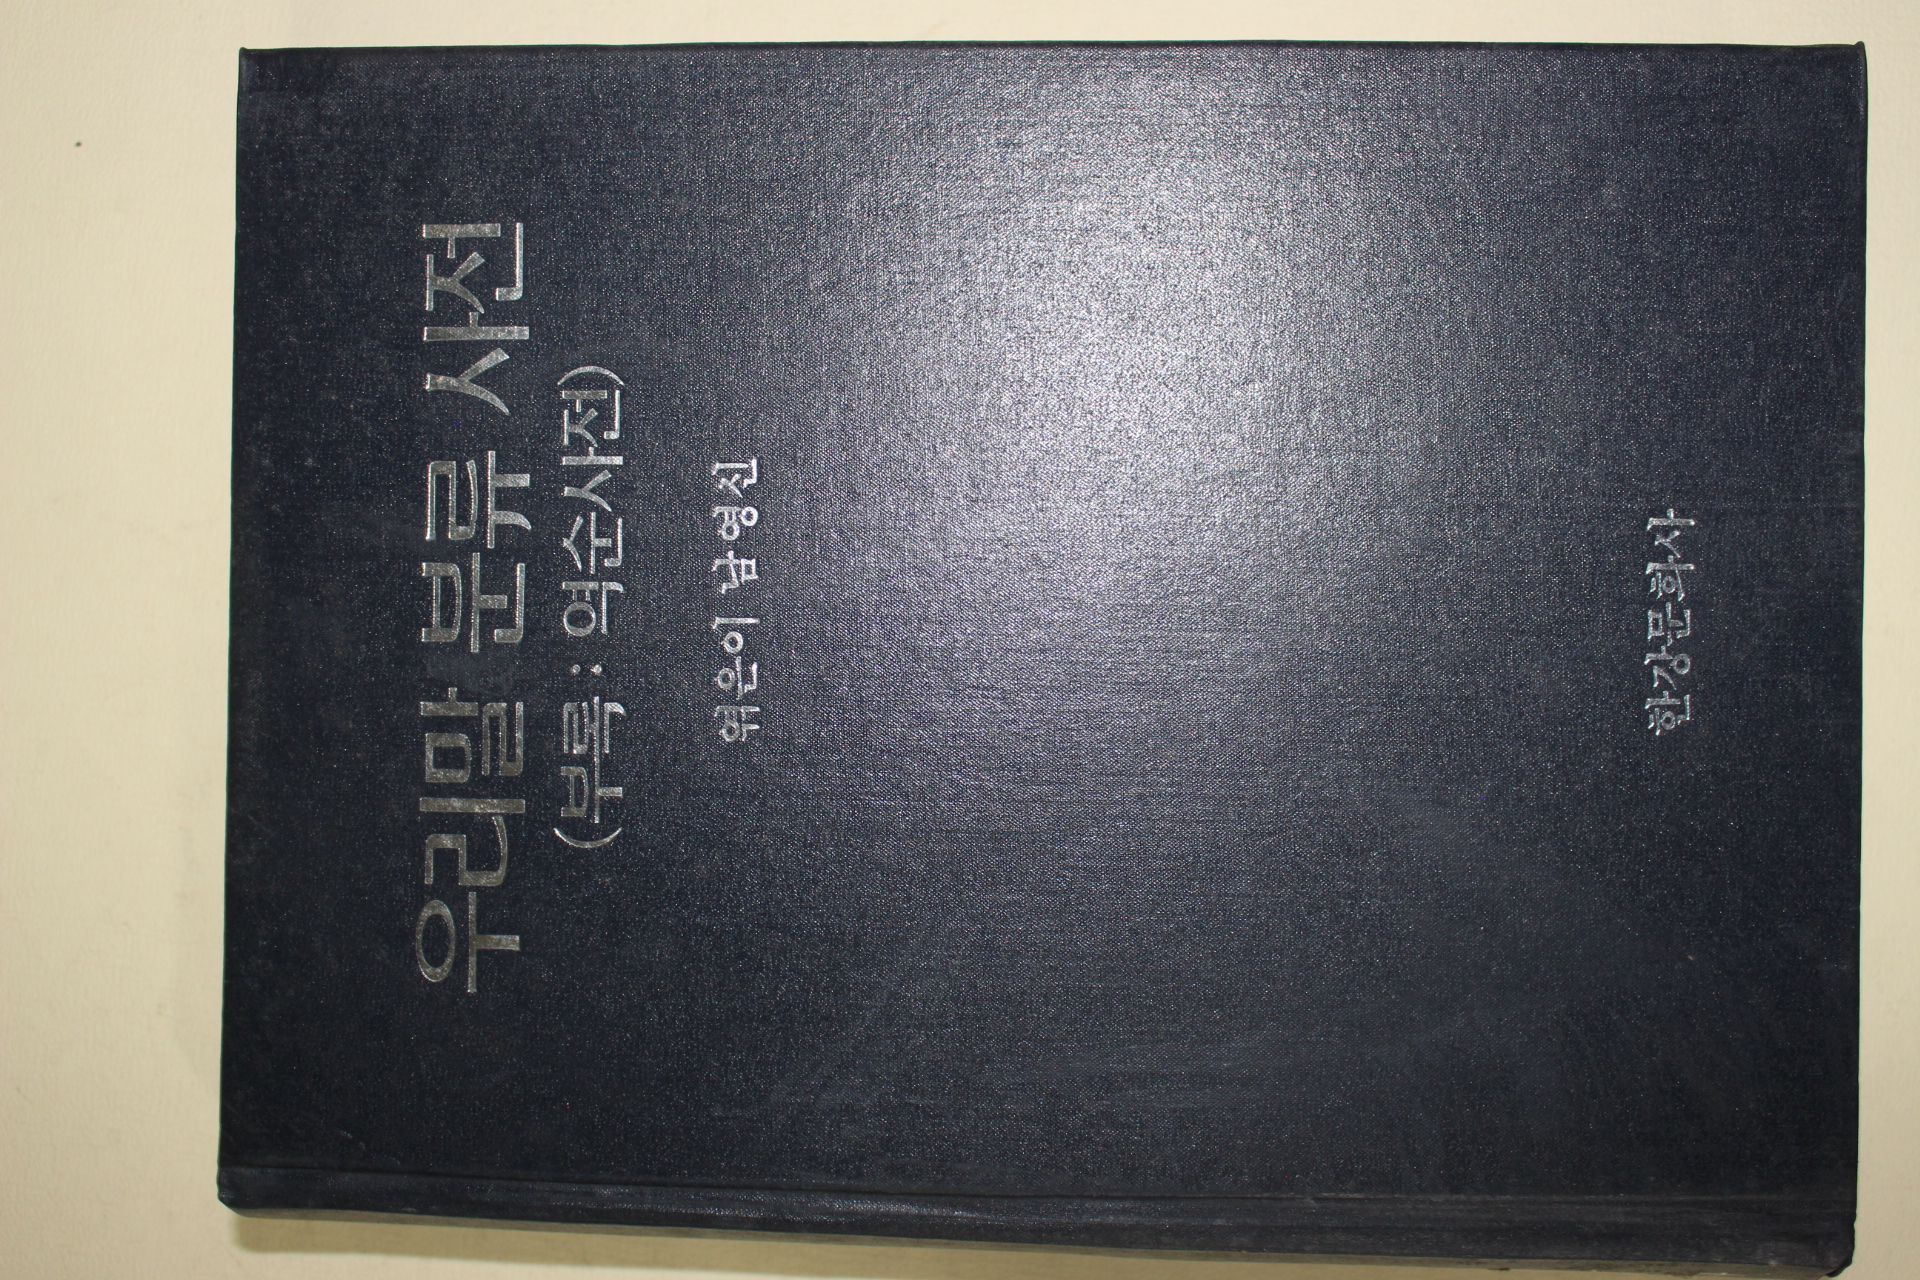 우리말 분류 사전
(부록 : 역순사전)
엮은이 남영신
한강문화사